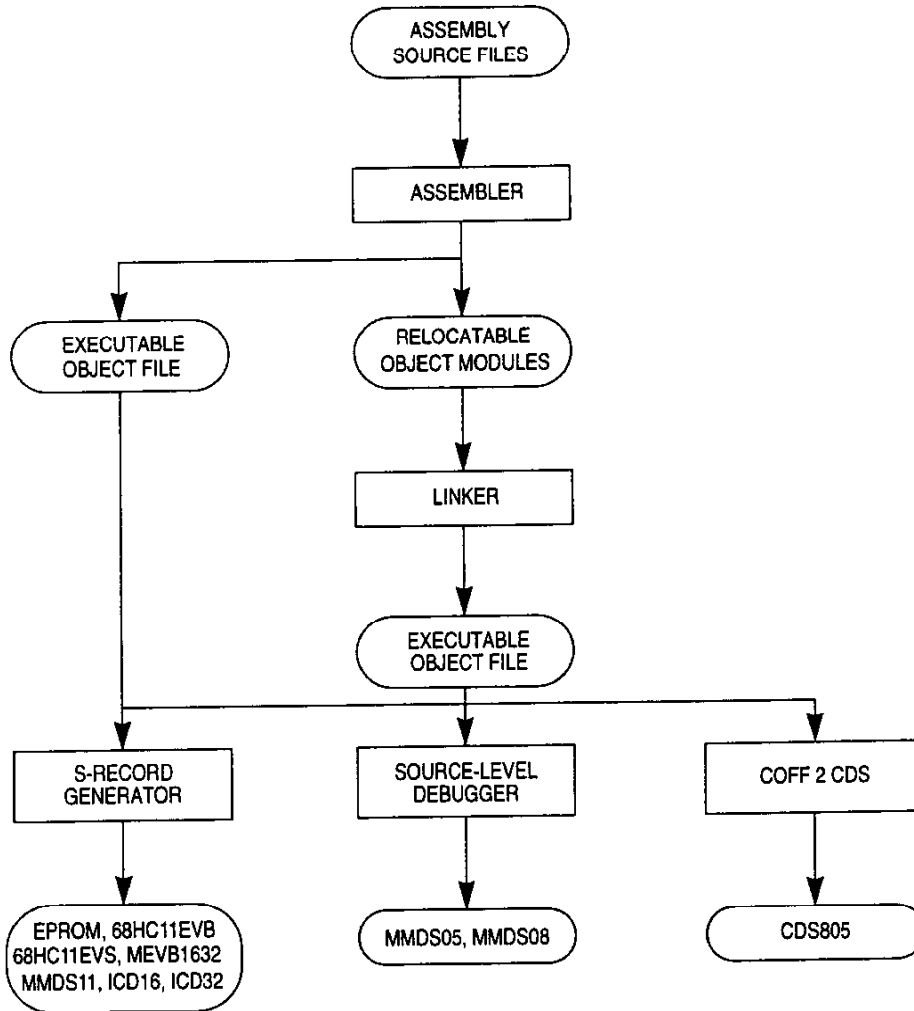 ASSEMBLY
SOURCE FILES
ASSEMBLER
EXECUTABLE
OBJECT FILE
RELOCATABLE
OBJECT MODULES
LINKER
EXECUTABLE
OBJECT FILE
S-RECORD
GENERATOR
SOURCE-LEVEL
DEBUGGER
COFF 2 CDS
EPROM, 68HC11EVB
68HC11EVS, MEVB1632
MMDS11, ICD16, ICD32
MMDS05, MMDS08
CDS805